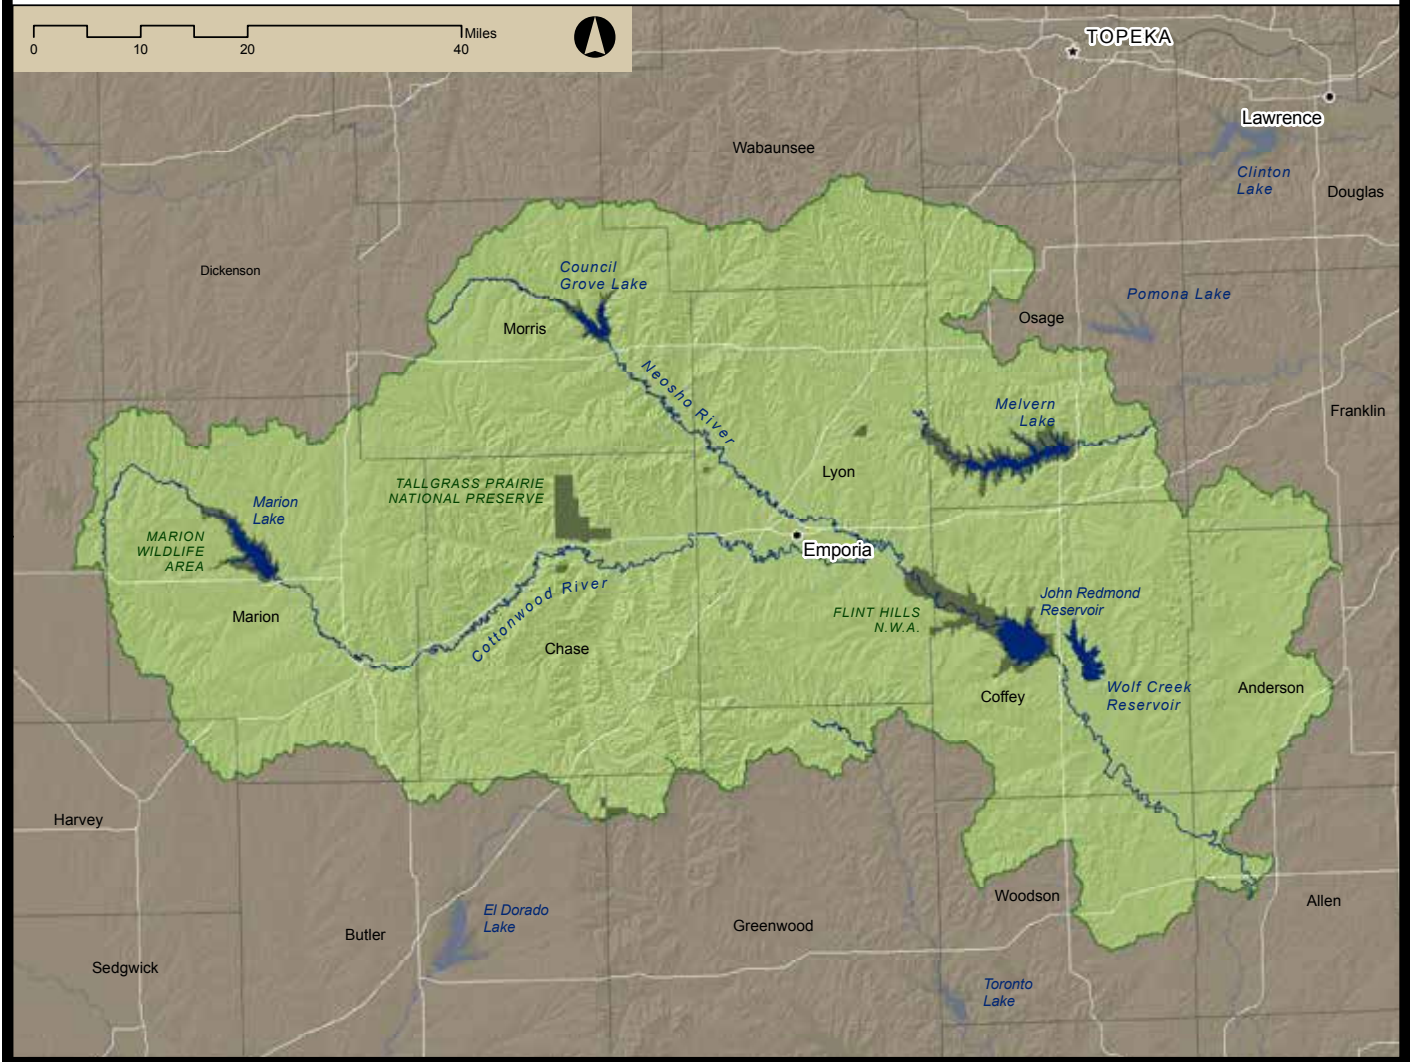 Miles
0 10 20 40
TOPEKA
Lawrence
Wabaunsee
Clinton
Lake
Douglas
Dickenson
Council
Grove Lake
Pomona Lake
Morris
Osage
Neosho River
Melvern
Lake
Franklin
Lyon
TALLGRASS PRAIRIE
NATIONAL PRESERVE
Marion
Lake
MARION
WILDLIFE
AREA
Emporia
Cottonwood River
John Redmond
Reservoir
FLINT HILLS
N.W.A.
Marion
Chase
Coffey
Wolf Creek
Reservoir
Anderson
Harvey
Woodson
Allen
El Dorado
Lake
Butler
Greenwood
Sedgwick
Toronto
Lake